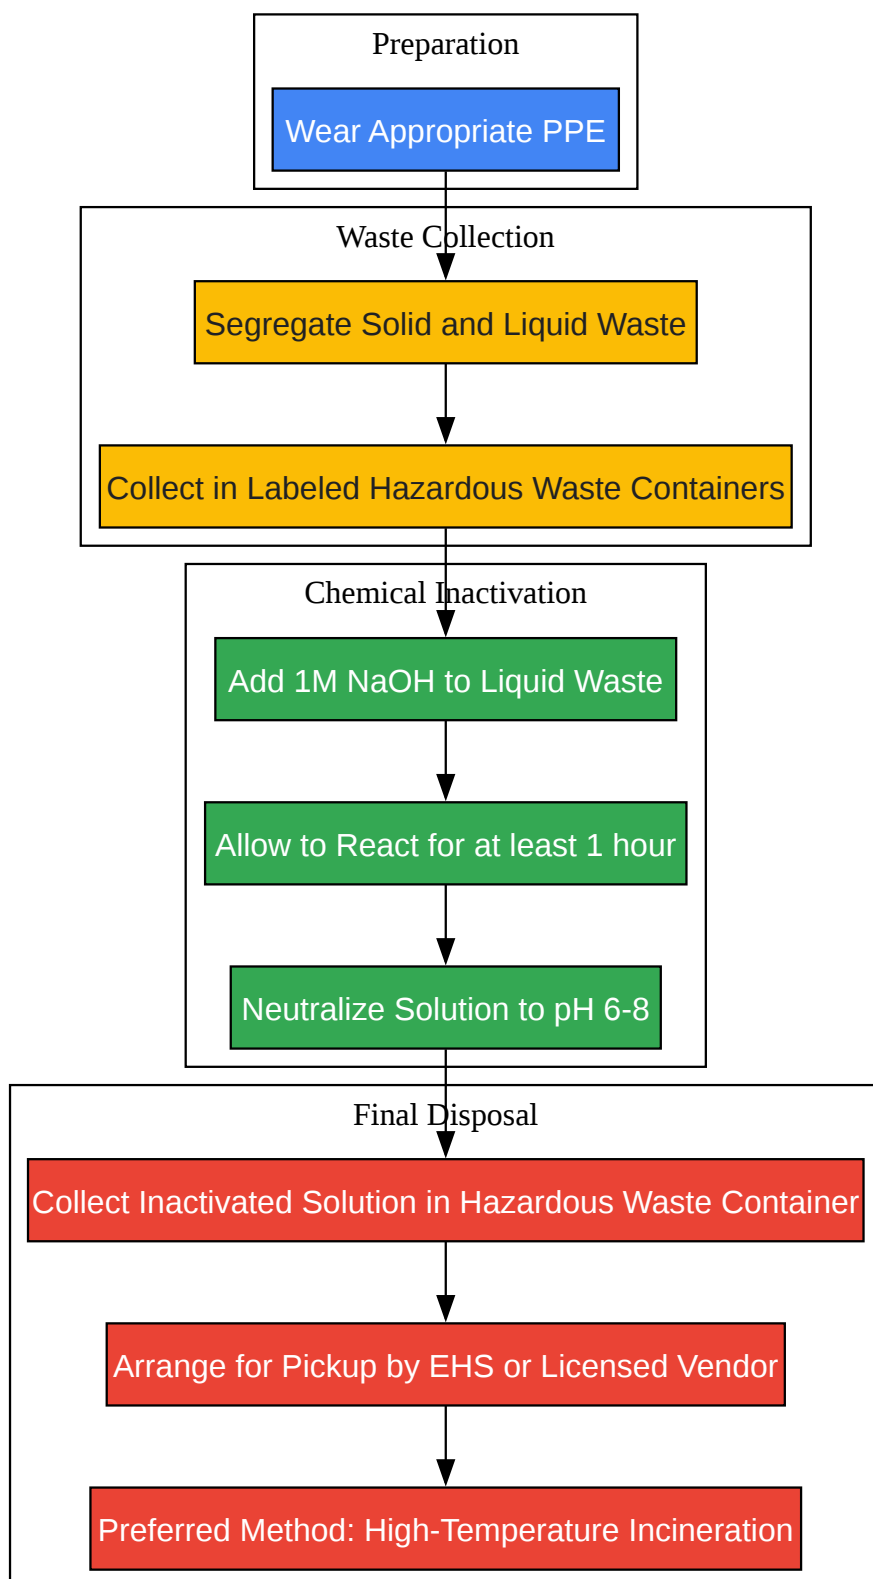 Preparation
Wear Appropriate PPE
Waste Collection
Segregate Solid and Liquid Waste
Collect in Labeled Hazardous Waste Containers
Chemical Inactivation
Add 1M NaOH to Liquid Waste
Allow to React for at least 1 hour
Neutralize Solution to pH 6-8
Final Disposal
Collect Inactivated Solution in Hazardous Waste Container
Arrange for Pickup by EHS or Licensed Vendor
Preferred Method: High-Temperature Incineration